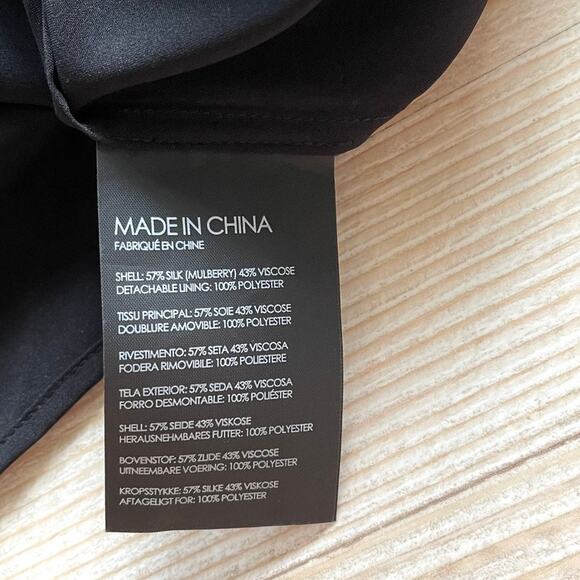 MADE IN CHINA
FABRIQUÉ EN CHINE
SHELL: 57% SILK (MULBERRY) 43% VISCOSE
DETACHABLE LINING: 100% POLYESTER
TISSU PRINCIPAL: 57% SOIE 43% VISCOSE
DOUBLURE AMOVIBLE: 100% POLYESTER
RIVESTIMENTO: 57% SETA 43% VISCOSA
FODERA RIMOVIBILE: 100% POLIESTERE
TELA EXTERIOR: 57% SEDA 43% VISCOSA
FORRO DESMONTABLE: 100% POLIÉSTER
SHELL: 57% SEIDE 43% VISKOSE
HERAUSNEHMBARES FUTTER: 100% POLYESTER
BOVENSTOF: 57% ZIJDE 43% VISCOSE
UITNEEMBARE VOERING: 100% POLYESTER
KROPSSTYKKE: 57% SILKE 43% VISKOSE
AFTAGELIGT FOR: 100% POLYESTER